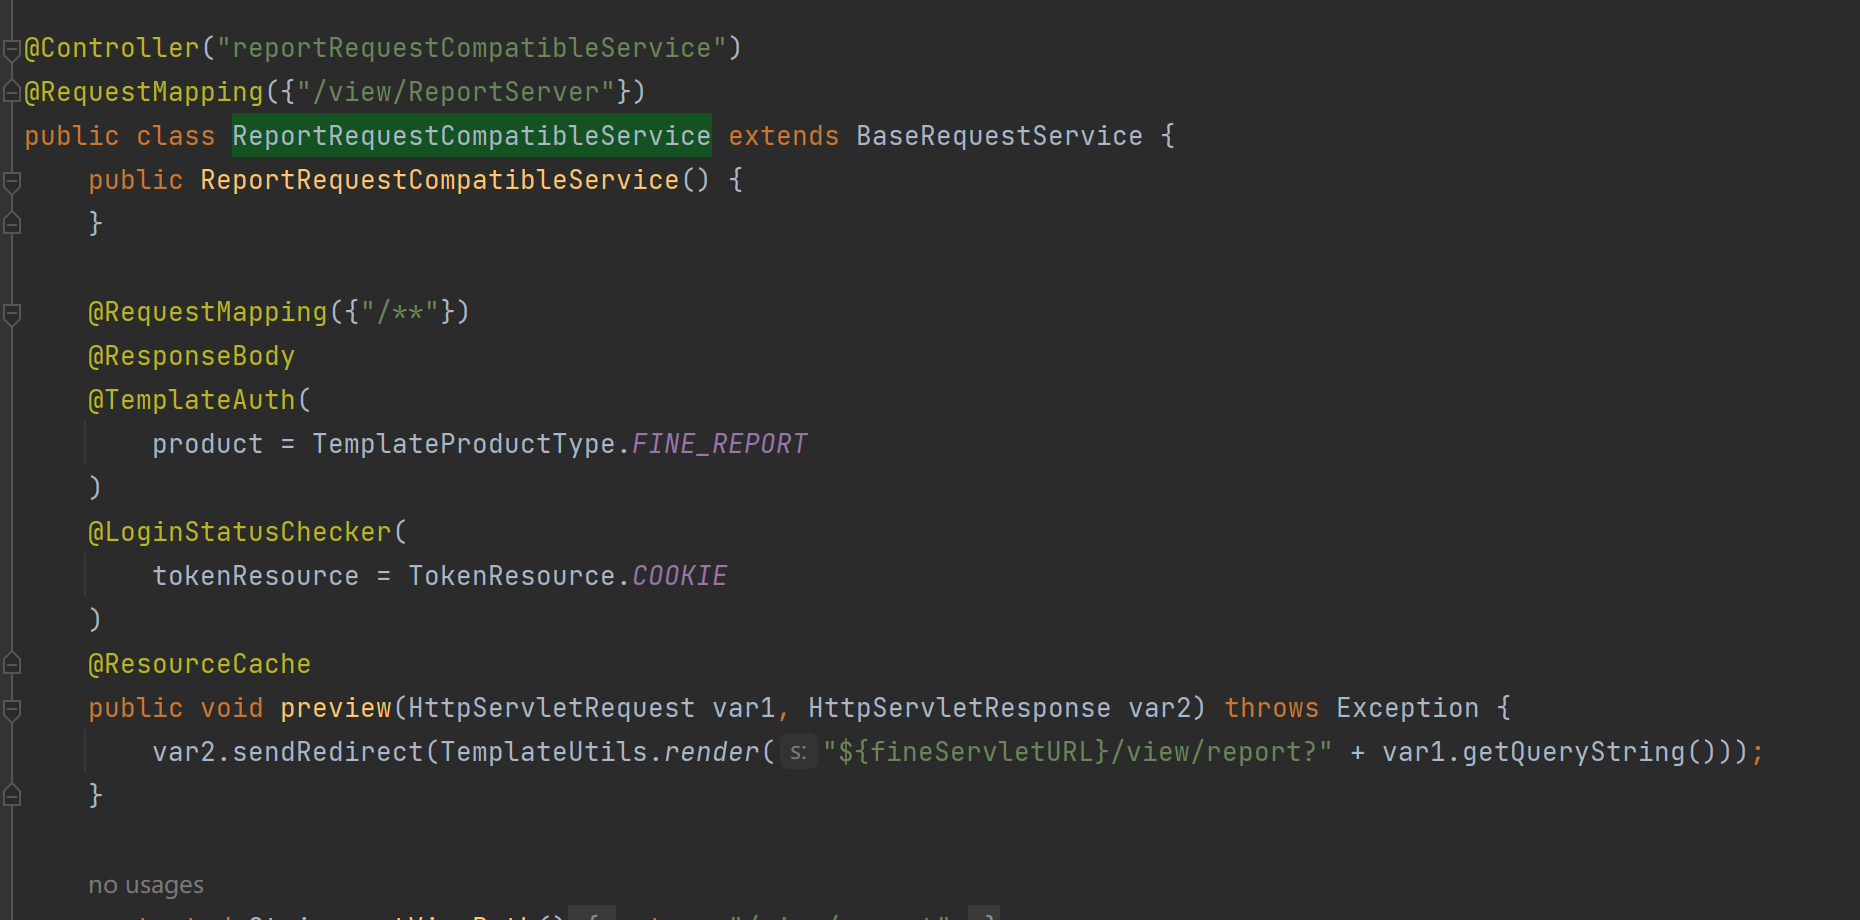 @Controller("reportRequestCompatibleService")
@RequestMapping({"/view/ReportServer"})
public class ReportRequestCompatibleService extends BaseRequestService {
    public ReportRequestCompatibleService() {
    }
    @RequestMapping({"/**"})
    @ResponseBody
    @TemplateAuth(
        product = TemplateProductType.FINE_REPORT
    )
    @LoginStatusChecker(
        tokenResource = TokenResource.COOKIE
    )
    @ResourceCache
    public void preview(HttpServletRequest var1, HttpServletResponse var2) throws Exception {
        var2.sendRedirect(TemplateUtils.render( s: "${fineServletURL}/view/report?" + var1.getQueryString()));
    }
    no usages